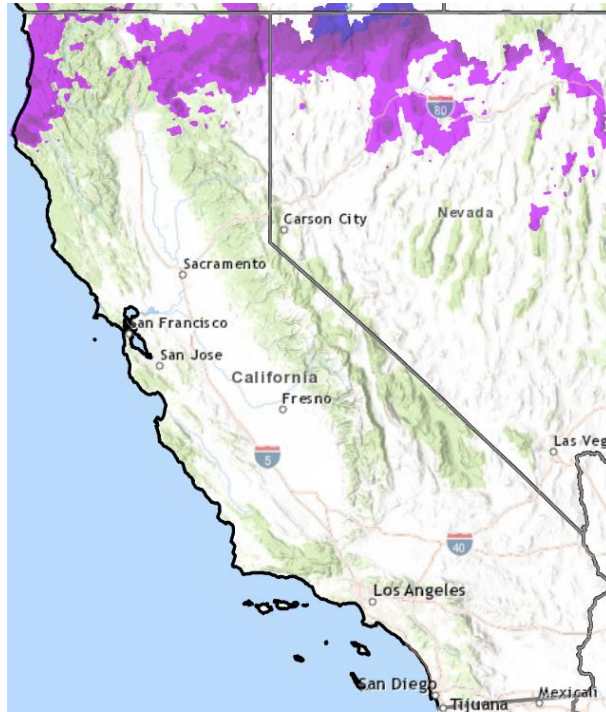 80
Carson City
Nevada
Sacramento
San Francisco
San Jose
California
Fresno
Las Veg
5
40
Los Angeles
San Diego
Tijuana
Mexicali